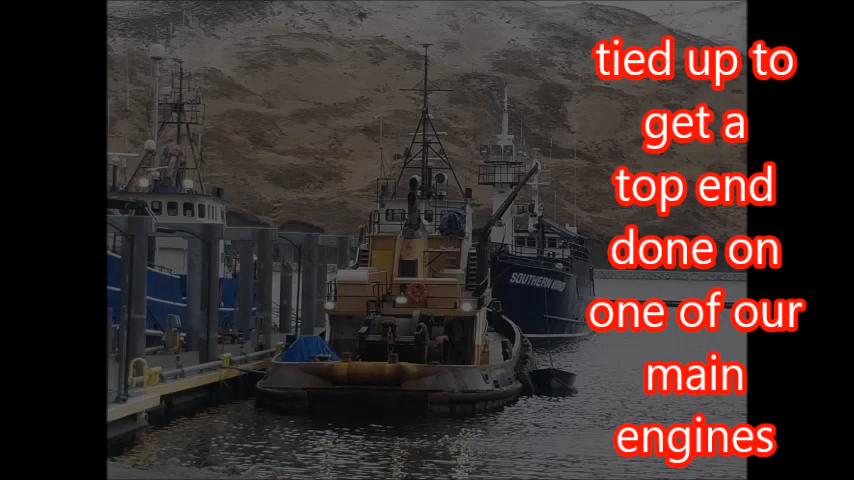 tied up to
get a
top end
done on
one of our
main
engines
SOUTHERN WIND